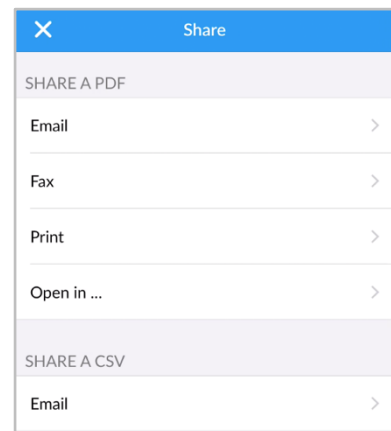 Share
SHARE A PDF
Email
Fax
Print
Open in ...
SHARE A CSV
Email